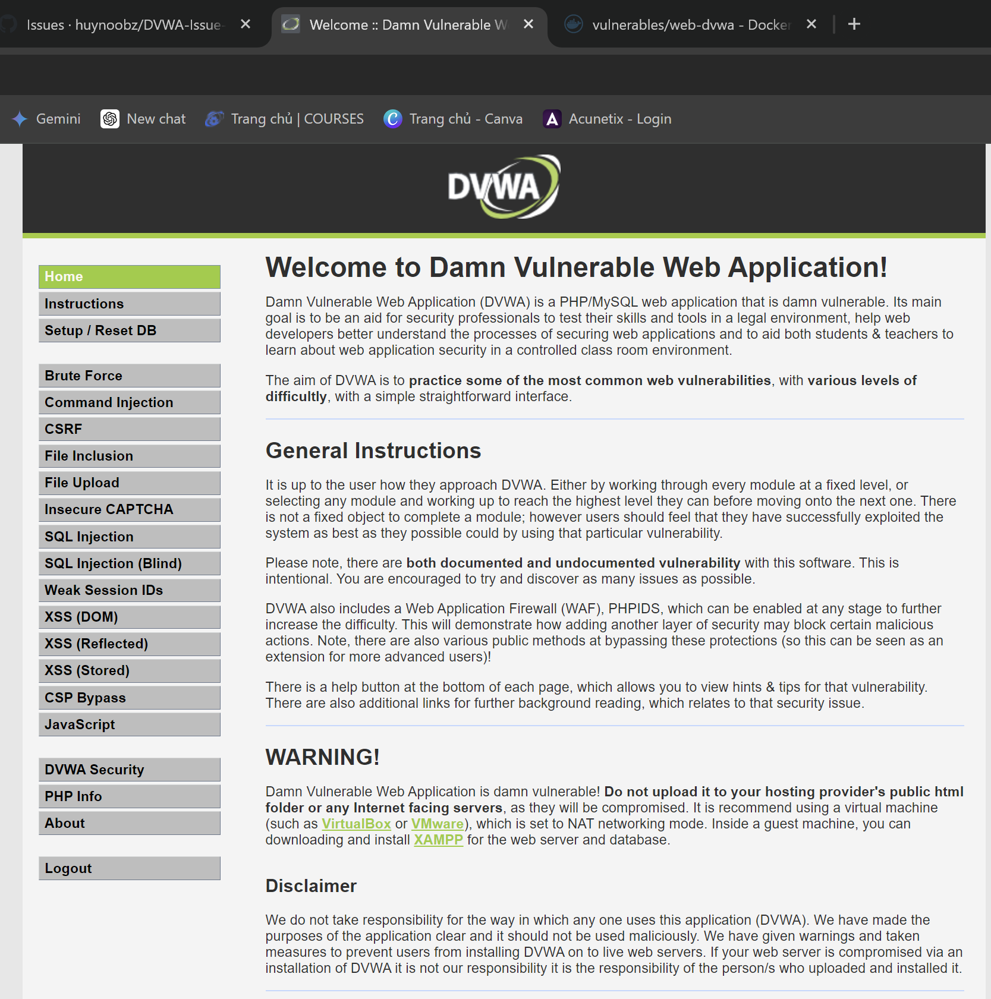 Issues · huynoobz/DVWA-Issue-
Welcome :: Damn Vulnerable W
vulnerables/web-dvwa - Docker
Gemini
New chat
Trang chủ | COURSES
Trang chủ - Canva
Acunetix - Login
DVWA
Home
Instructions
Setup / Reset DB
Brute Force
Command Injection
CSRF
File Inclusion
File Upload
Insecure CAPTCHA
SQL Injection
SQL Injection (Blind)
Weak Session IDs
XSS (DOM)
XSS (Reflected)
XSS (Stored)
CSP Bypass
JavaScript
DVWA Security
PHP Info
About
Logout
Welcome to Damn Vulnerable Web Application!
Damn Vulnerable Web Application (DVWA) is a PHP/MySQL web application that is damn vulnerable. Its main
goal is to be an aid for security professionals to test their skills and tools in a legal environment, help web
developers better understand the processes of securing web applications and to aid both students & teachers to
learn about web application security in a controlled class room environment.
The aim of DVWA is to practice some of the most common web vulnerabilities, with various levels of
difficultly, with a simple straightforward interface.
General Instructions
It is up to the user how they approach DVWA. Either by working through every module at a fixed level, or
selecting any module and working up to reach the highest level they can before moving onto the next one. There
is not a fixed object to complete a module; however users should feel that they have successfully exploited the
system as best as they possible could by using that particular vulnerability.
Please note, there are both documented and undocumented vulnerability with this software. This is
intentional. You are encouraged to try and discover as many issues as possible.
DVWA also includes a Web Application Firewall (WAF), PHPIDS, which can be enabled at any stage to further
increase the difficulty. This will demonstrate how adding another layer of security may block certain malicious
actions. Note, there are also various public methods at bypassing these protections (so this can be seen as an
extension for more advanced users)!
There is a help button at the bottom of each page, which allows you to view hints & tips for that vulnerability.
There are also additional links for further background reading, which relates to that security issue.
WARNING!
Damn Vulnerable Web Application is damn vulnerable! Do not upload it to your hosting provider's public html
folder or any Internet facing servers, as they will be compromised. It is recommend using a virtual machine
(such as VirtualBox or VMware), which is set to NAT networking mode. Inside a guest machine, you can
downloading and install XAMPP for the web server and database.
Disclaimer
We do not take responsibility for the way in which any one uses this application (DVWA). We have made the
purposes of the application clear and it should not be used maliciously. We have given warnings and taken
measures to prevent users from installing DVWA on to live web servers. If your web server is compromised via an
installation of DVWA it is not our responsibility it is the responsibility of the person/s who uploaded and installed it.